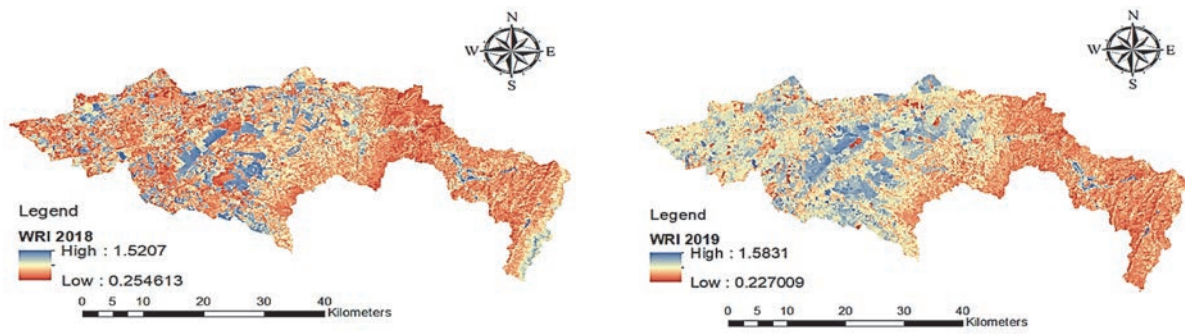 N
W E
S
Legend
WRI 2018
High : 1.5207
Low : 0.254613
0 5 10 20 30 40
Kilometers
N
W E
S
Legend
WRI 2019
High : 1.5831
Low : 0.227009
0 5 10 20 30 40
Kilometers